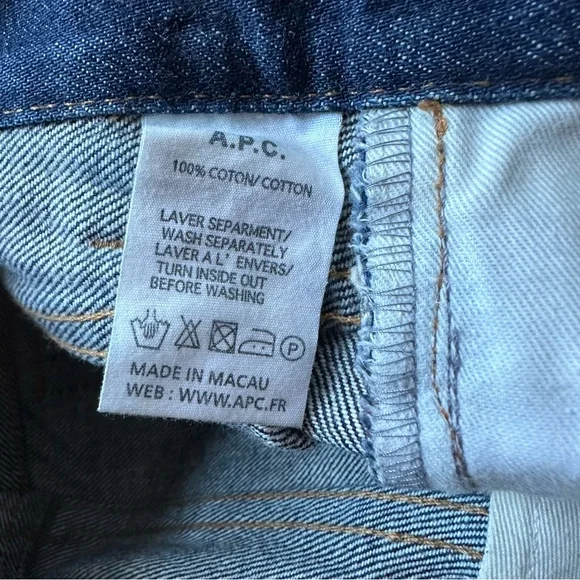 A.P.C.
100% COTON/COTTON
LAVER SEPARMENT/
WASH SEPARATELY
LAVER A L' ENVERS/
TURN INSIDE OUT
BEFORE WASHING
P
MADE IN MACAU
WEB : WWW.APC.FR